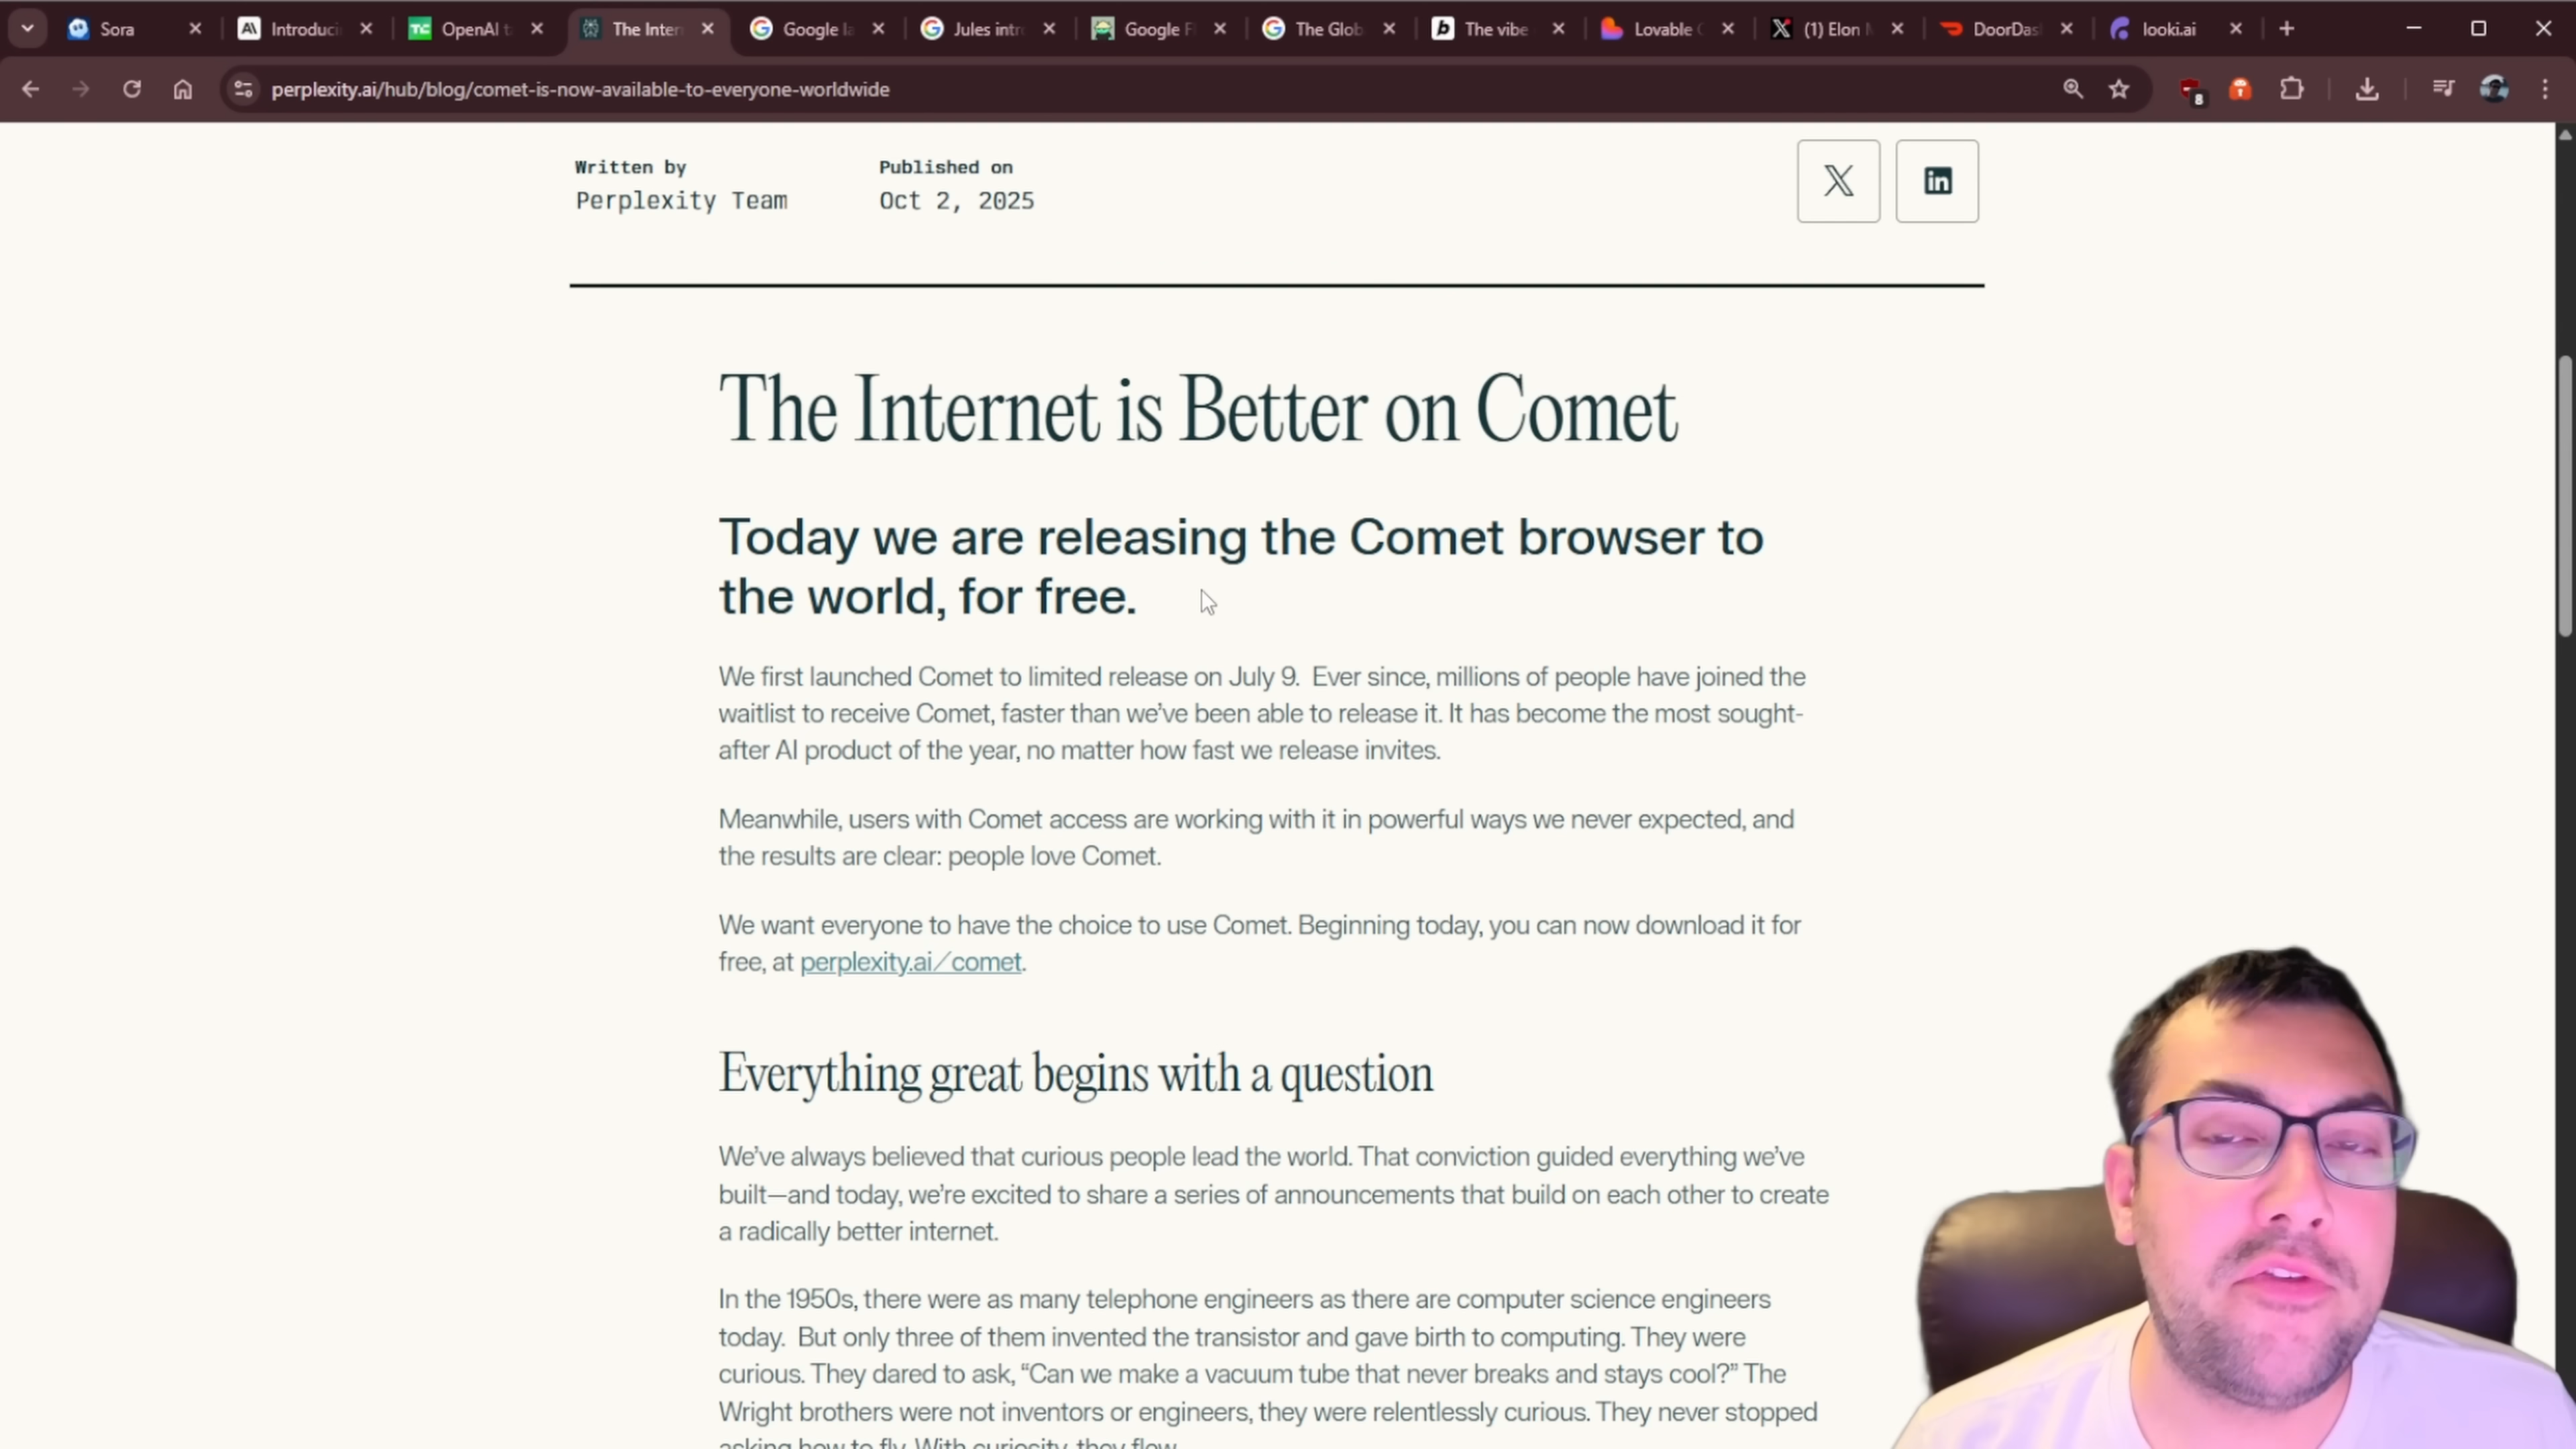 Sora
Introduci
OpenAI t
The Inter
Google la
Jules intro
Google F
The Glob
The vibe
Lovable
(1) Elon M
DoorDas
looki.ai
perplexity.ai/hub/blog/comet-is-now-available-to-everyone-worldwide
8
Written by
Perplexity Team
Published on
Oct 2, 2025
The Internet is Better on Comet
Today we are releasing the Comet browser to
the world, for free.
We first launched Comet to limited release on July 9.  Ever since, millions of people have joined the
waitlist to receive Comet, faster than we’ve been able to release it. It has become the most sought-
after AI product of the year, no matter how fast we release invites.
Meanwhile, users with Comet access are working with it in powerful ways we never expected, and
the results are clear: people love Comet.
We want everyone to have the choice to use Comet. Beginning today, you can now download it for
free, at perplexity.ai/comet.
Everything great begins with a question
We’ve always believed that curious people lead the world. That conviction guided everything we’ve
built—and today, we’re excited to share a series of announcements that build on each other to create
a radically better internet.
In the 1950s, there were as many telephone engineers as there are computer science engineers
today.  But only three of them invented the transistor and gave birth to computing. They were
curious. They dared to ask, “Can we make a vacuum tube that never breaks and stays cool?” The
Wright brothers were not inventors or engineers, they were relentlessly curious. They never stopped
asking how to fly. With curiosity, they flew.